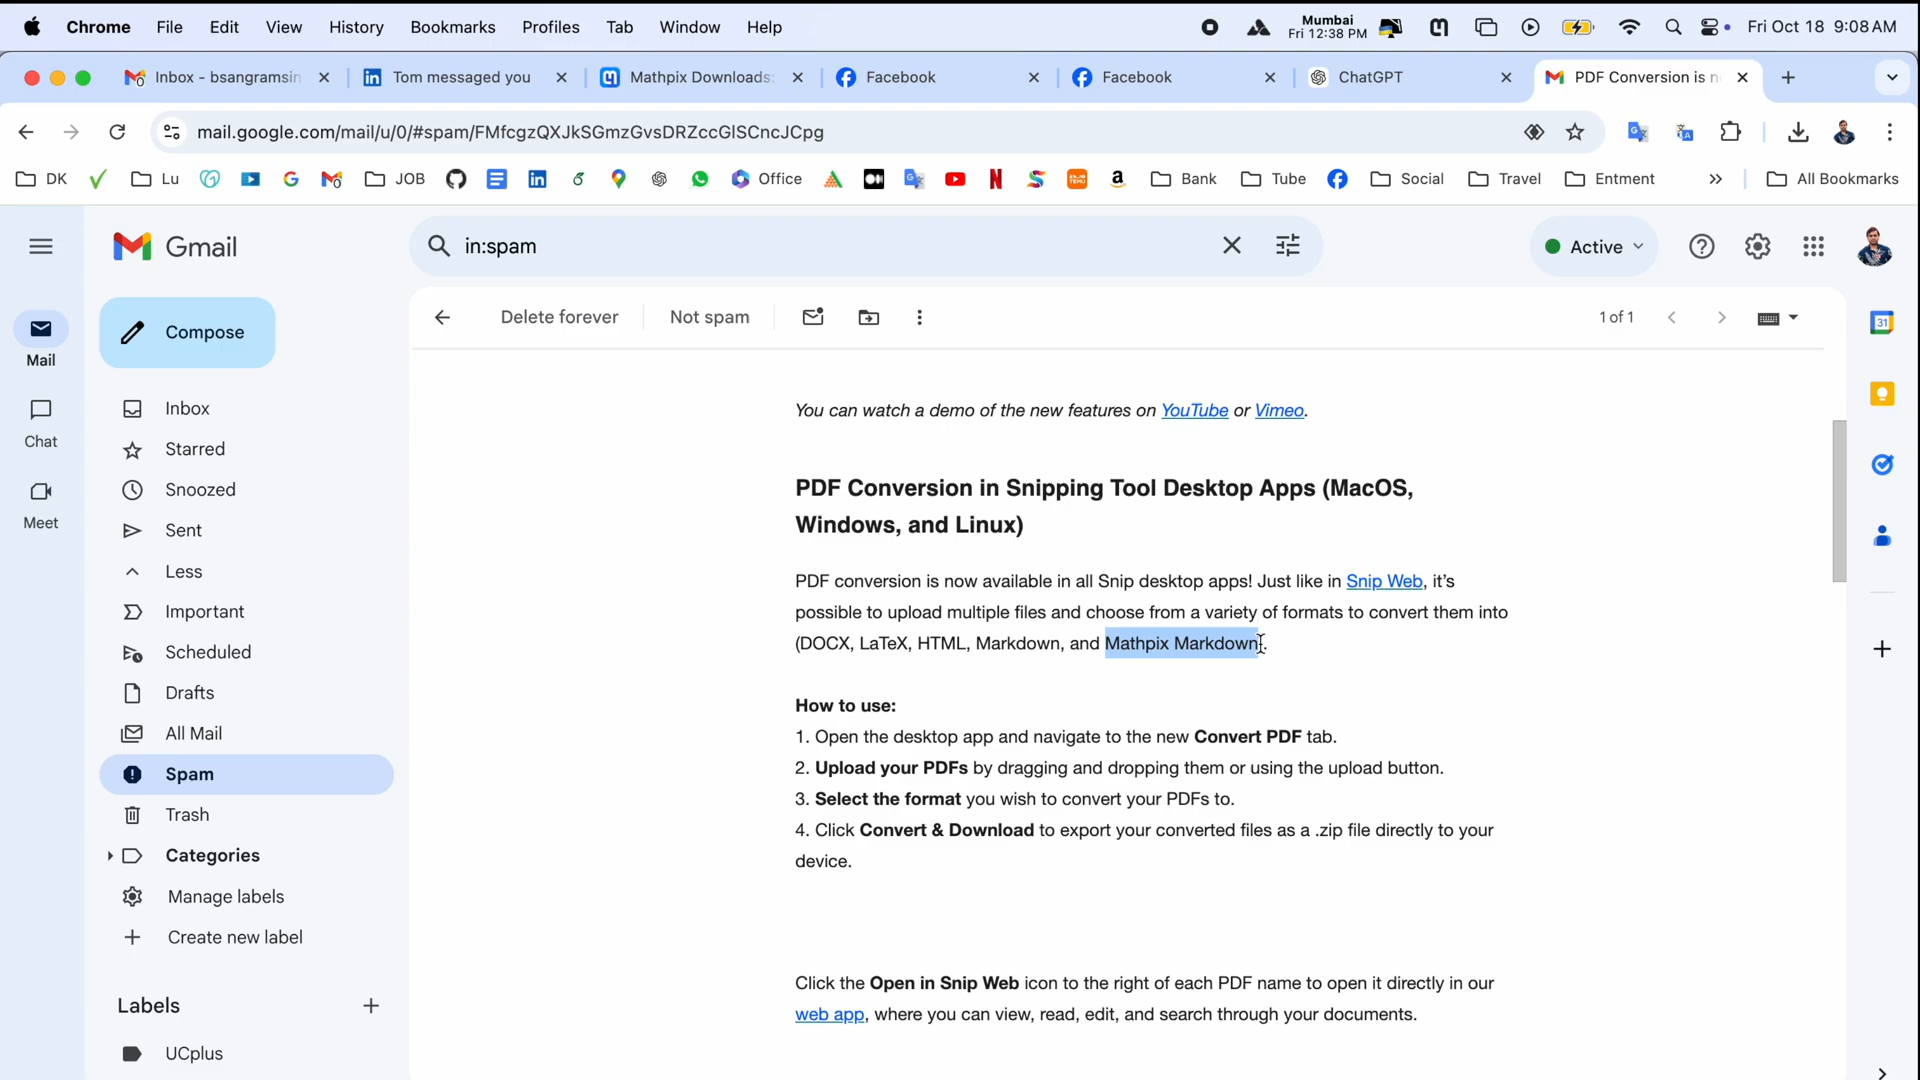 Chrome File Edit View History Bookmarks Profiles Tab Window Help
Mumbai
Fri 12:38 PM
Fri Oct 18 9:08 AM
Inbox - bsangramsin
Tom messaged you
Mathpix Downloads:
Facebook
Facebook
ChatGPT
PDF Conversion is n
mail.google.com/mail/u/0/#spam/FMfcgzQXJkSGmzGvsDRZccGlSCncJCpg
DK Lu JOB Office Bank Tube Social Travel Entment All Bookmarks
Gmail
in:spam
Active
Compose
Mail
Chat
Meet
Inbox
Starred
Snoozed
Sent
Less
Important
Scheduled
Drafts
All Mail
Spam
Trash
Categories
Manage labels
Create new label
Labels
UCplus
Delete forever Not spam
1 of 1
You can watch a demo of the new features on YouTube or Vimeo.
PDF Conversion in Snipping Tool Desktop Apps (MacOS,
Windows, and Linux)
PDF conversion is now available in all Snip desktop apps! Just like in Snip Web, it's
possible to upload multiple files and choose from a variety of formats to convert them into
(DOCX, LaTeX, HTML, Markdown, and Mathpix Markdown).
How to use:
1. Open the desktop app and navigate to the new Convert PDF tab.
2. Upload your PDFs by dragging and dropping them or using the upload button.
3. Select the format you wish to convert your PDFs to.
4. Click Convert & Download to export your converted files as a .zip file directly to your
device.
Click the Open in Snip Web icon to the right of each PDF name to open it directly in our
web app, where you can view, read, edit, and search through your documents.
31